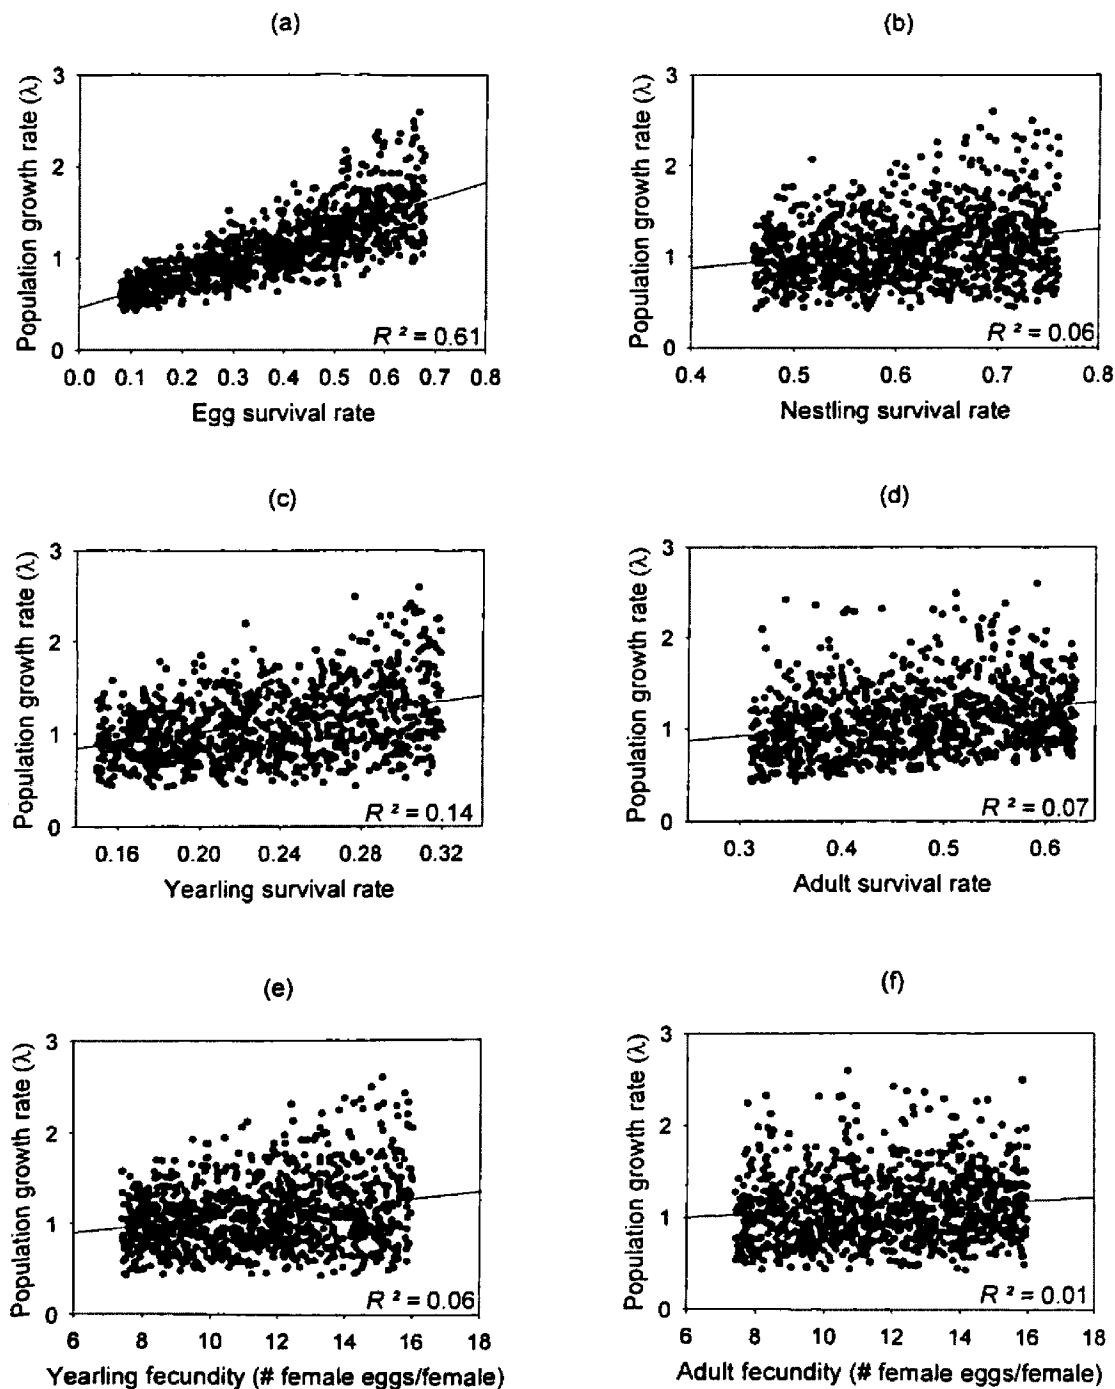 (a)
Population growth rate (λ)
3
2
1
0
R² = 0.61
0.0 0.1 0.2 0.3 0.4 0.5 0.6 0.7 0.8
Egg survival rate
(b)
Population growth rate (λ)
3
2
1
0
R² = 0.06
0.4 0.5 0.6 0.7 0.8
Nestling survival rate
(c)
Population growth rate (λ)
3
2
1
0
R² = 0.14
0.16 0.20 0.24 0.28 0.32
Yearling survival rate
(d)
Population growth rate (λ)
3
2
1
0
R² = 0.07
0.3 0.4 0.5 0.6
Adult survival rate
(e)
Population growth rate (λ)
3
2
1
0
R² = 0.06
6 8 10 12 14 16 18
Yearling fecundity (# female eggs/female)
(f)
Population growth rate (λ)
3
2
1
0
R² = 0.01
6 8 10 12 14 16 18
Adult fecundity (# female eggs/female)